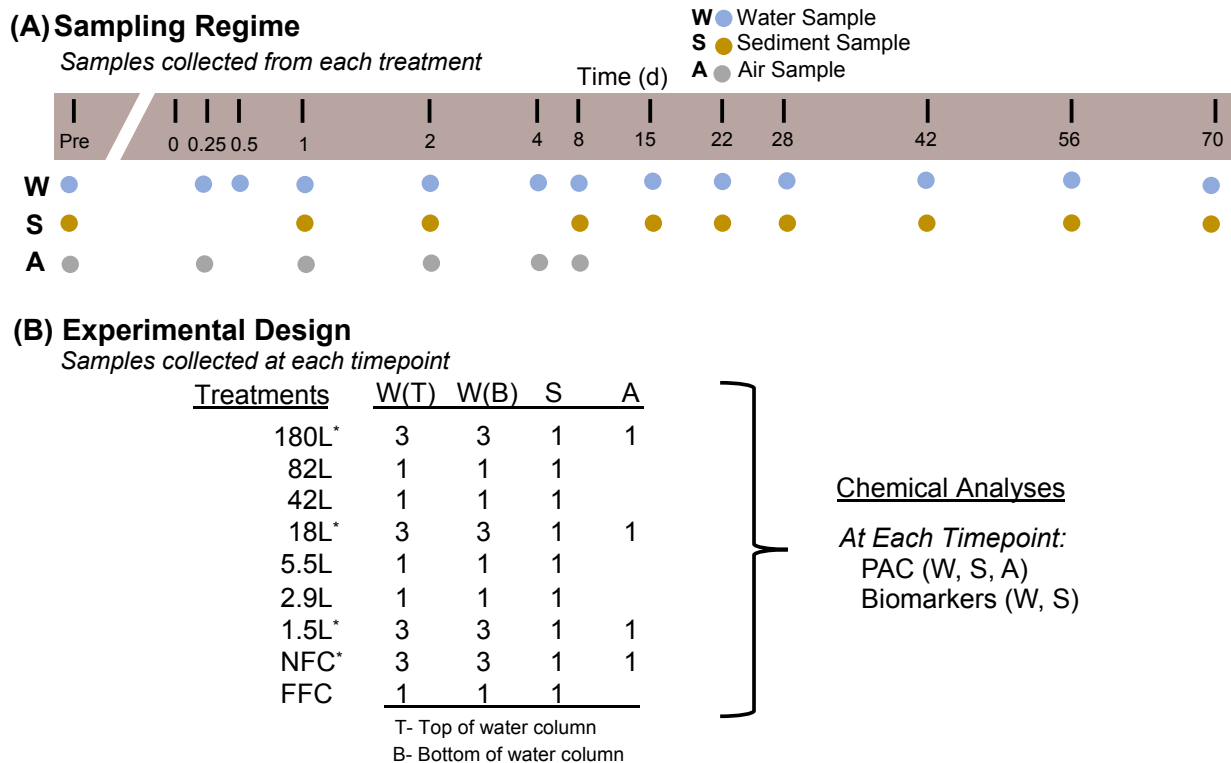 (A) Sampling Regime
Samples collected from each treatment
W Water Sample
S Sediment Sample
A Air Sample
Time (d)
Pre 0 0.25 0.5 1 2 4 8 15 22 28 42 56 70
W
S
A
(B) Experimental Design
Samples collected at each timepoint
Treatments W(T) W(B) S A
180L* 3 3 1 1
82L 1 1 1
42L 1 1 1
18L* 3 3 1 1
5.5L 1 1 1
2.9L 1 1 1
1.5L* 3 3 1 1
NFC* 3 3 1 1
FFC 1 1 1
T- Top of water column
B- Bottom of water column
Chemical Analyses
At Each Timepoint:
PAC (W, S, A)
Biomarkers (W, S)